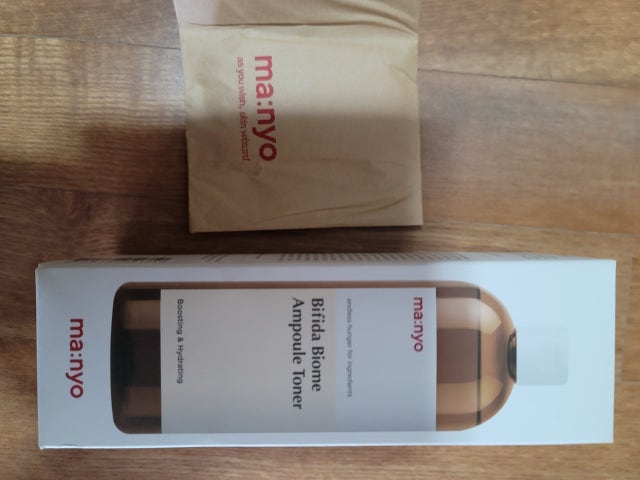 ma:nyo
as you wish, skin wizard
ma:nyo
endless hunger for ingredients
Bifida Biome
Ampoule Toner
Boosting & Hydrating
ma:nyo